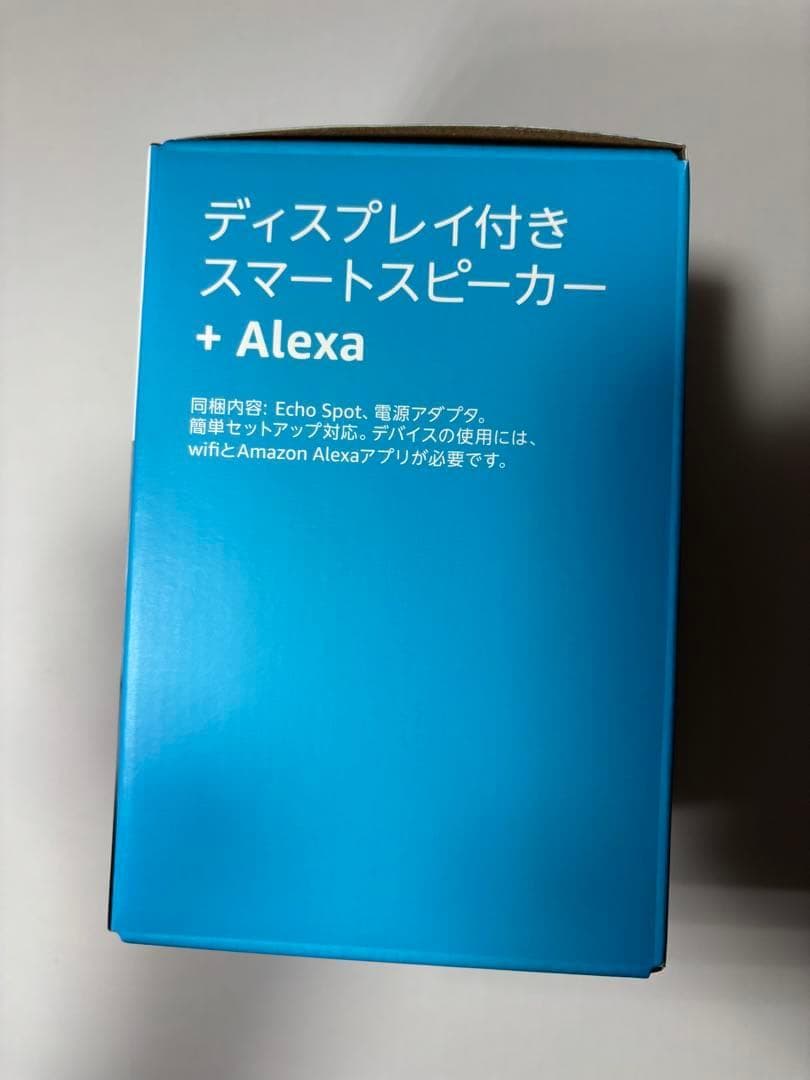 ディスプレイ付き
スマートスピーカー
+ Alexa
同梱内容: Echo Spot、電源アダプタ。
簡単セットアップ対応。デバイスの使用には、
wifiとAmazon Alexaアプリが必要です。